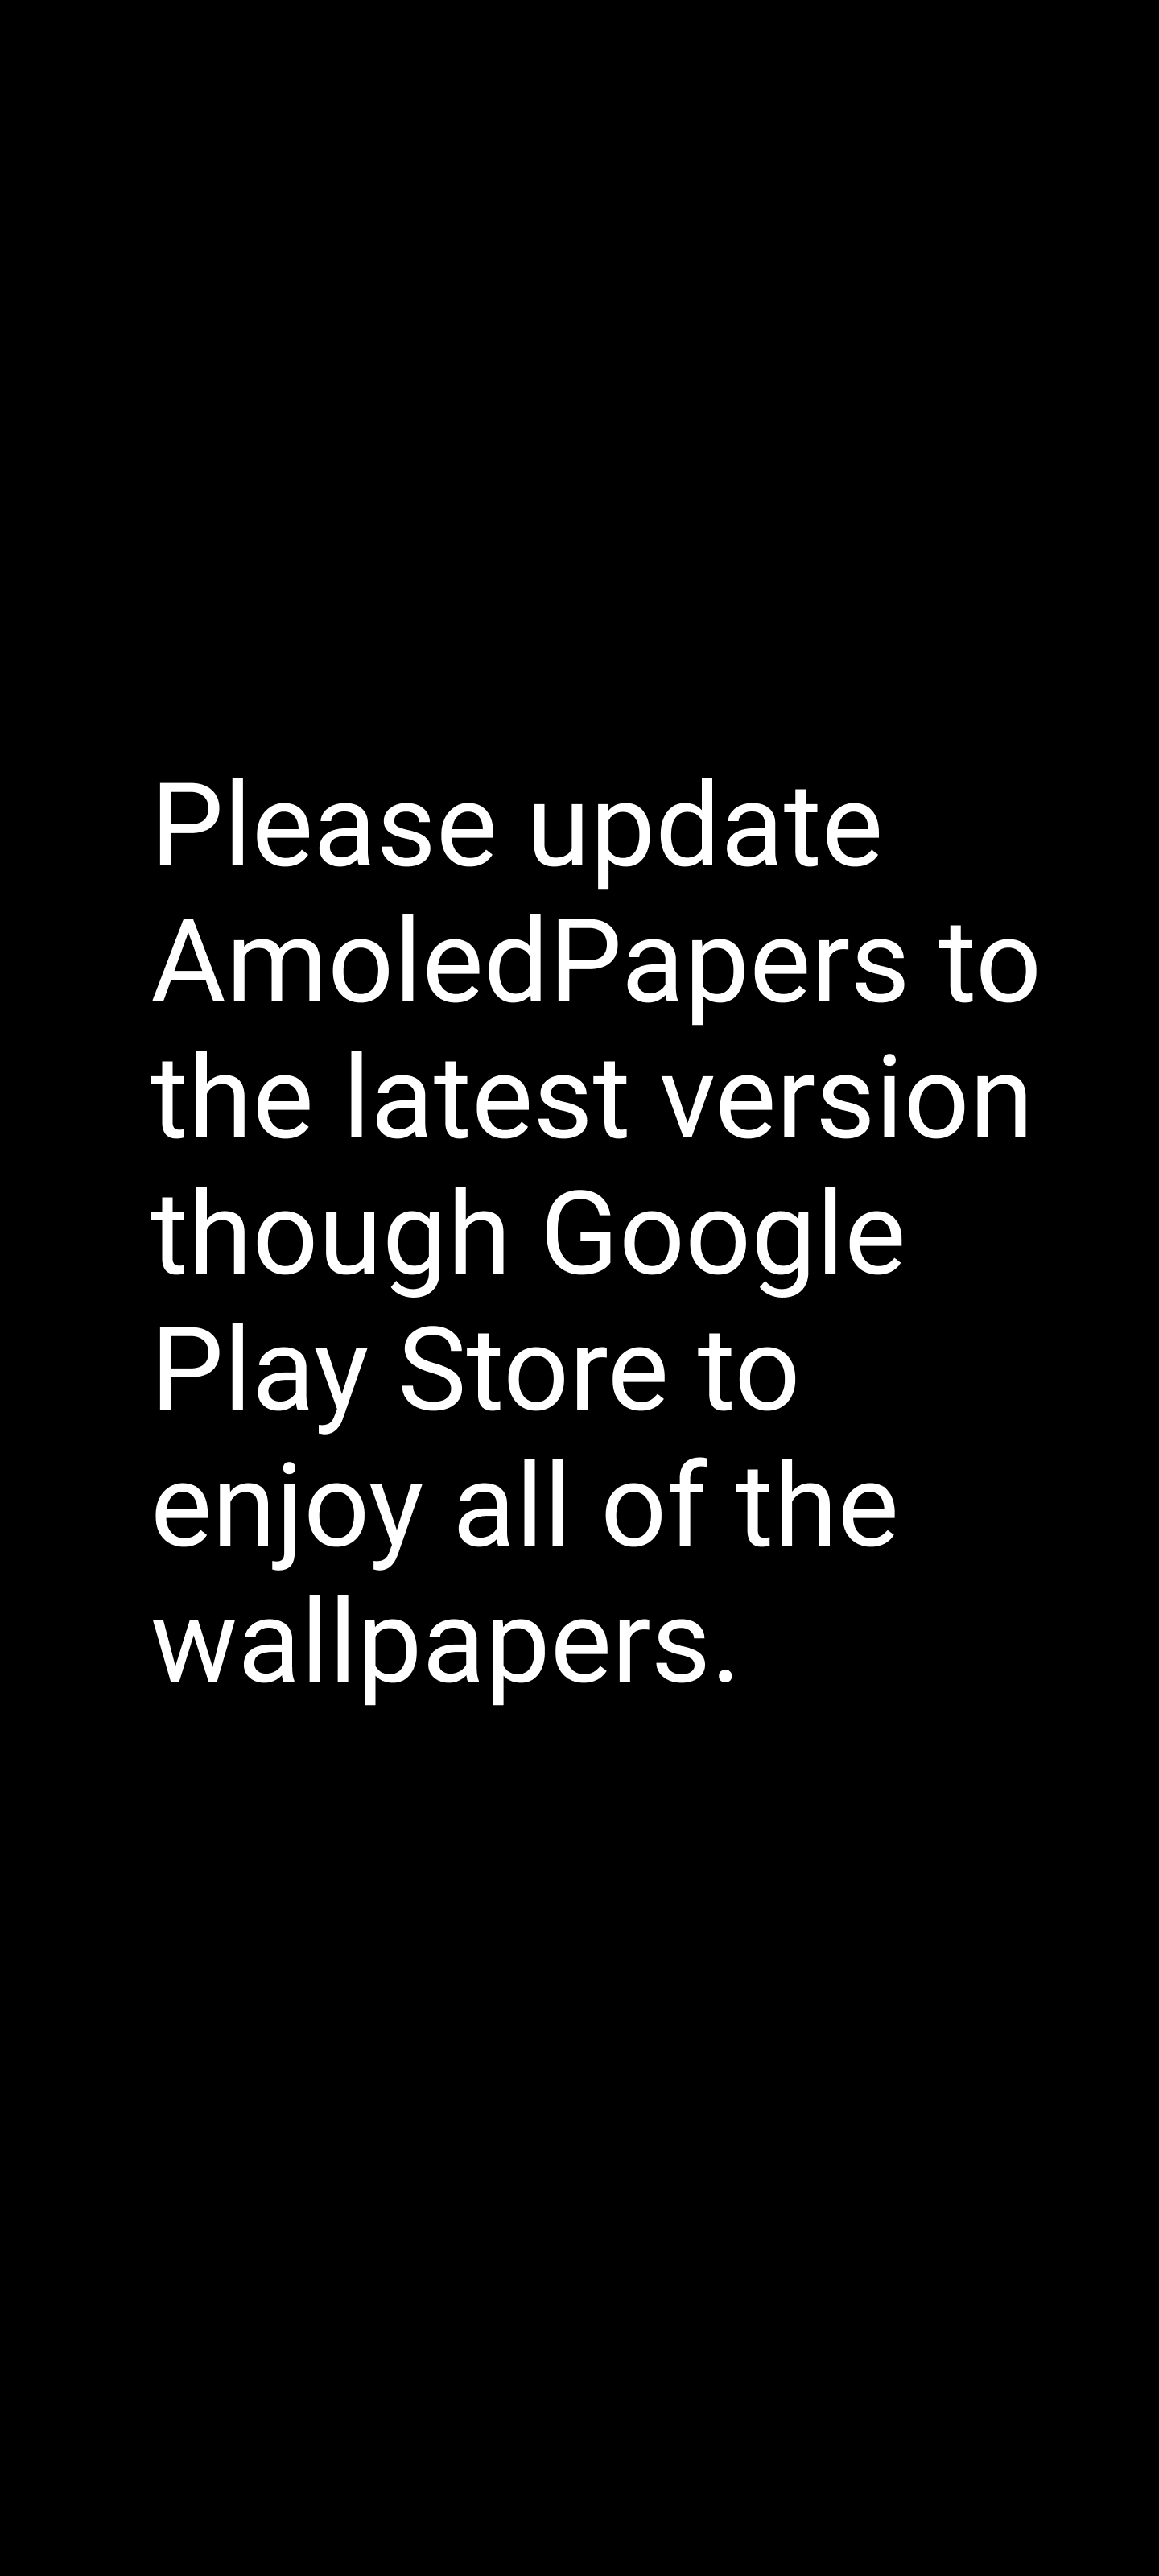 Please update
AmoledPapers to
the latest version
though Google
Play Store to
enjoy all of the
wallpapers.